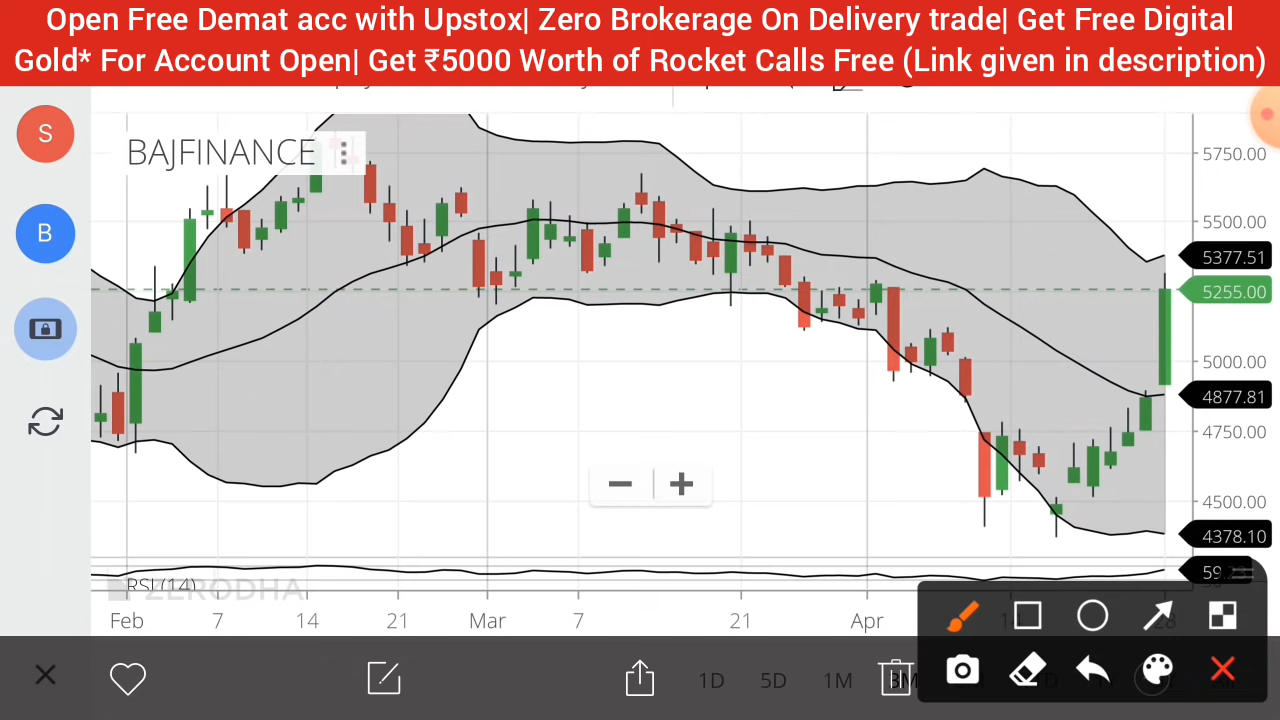 Open Free Demat acc with Upstox| Zero Brokerage On Delivery trade| Get Free Digital
Gold* For Account Open| Get ₹5000 Worth of Rocket Calls Free (Link given in description)
S
B
BAJFINANCE
5750.00
5500.00
5377.51
5255.00
5000.00
4877.81
4750.00
4500.00
4378.10
RSI(14)
ZERODHA
Feb 7 14 21 Mar 7 21 Apr
1D 5D 1M 3M